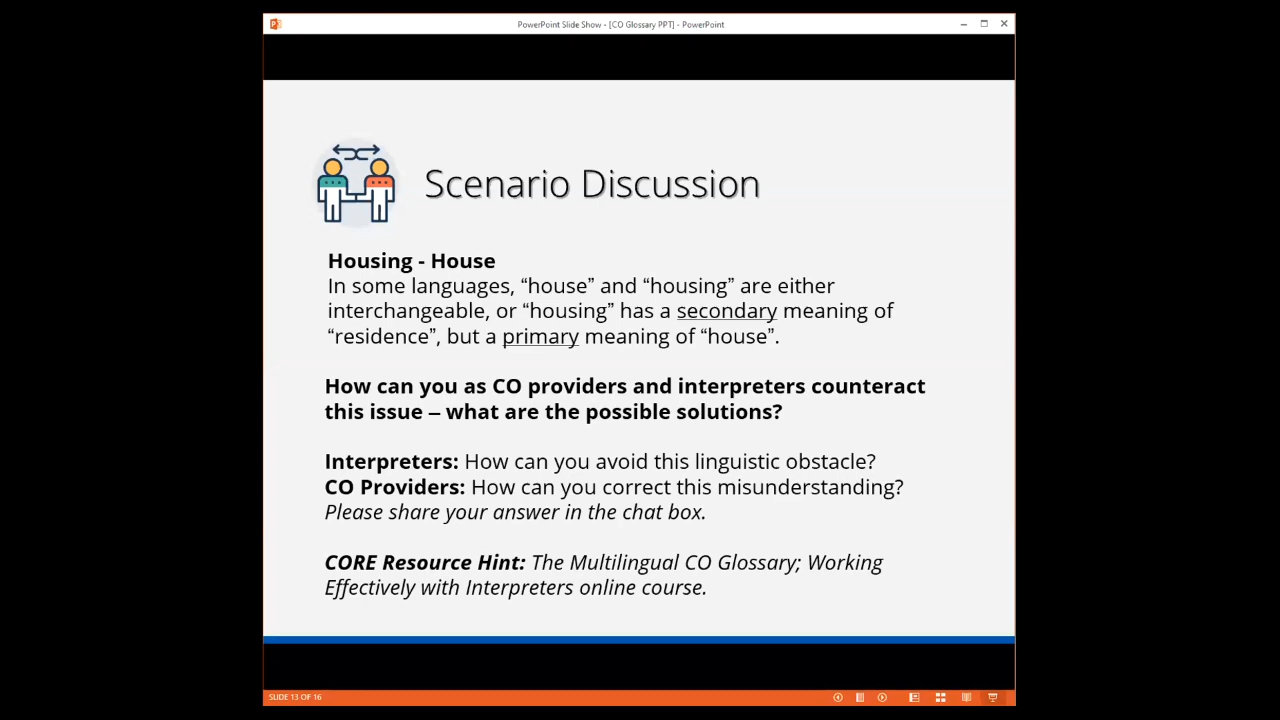 PowerPoint Slide Show - [CO Glossary PPT] - PowerPoint
Scenario Discussion
Housing - House
In some languages, “house” and “housing” are either
interchangeable, or “housing” has a secondary meaning of
“residence”, but a primary meaning of “house”.
How can you as CO providers and interpreters counteract
this issue – what are the possible solutions?
Interpreters: How can you avoid this linguistic obstacle?
CO Providers: How can you correct this misunderstanding?
Please share your answer in the chat box.
CORE Resource Hint: The Multilingual CO Glossary; Working
Effectively with Interpreters online course.
SLIDE 13 OF 16